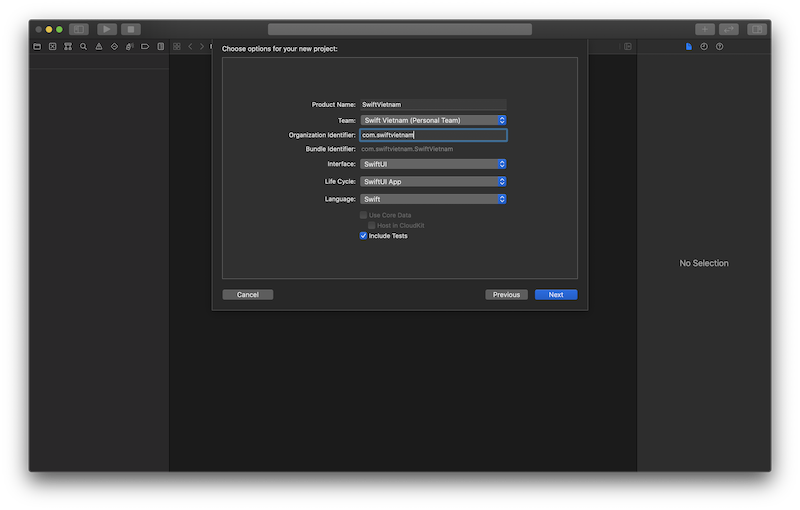 Choose options for your new project:
Product Name: SwiftVietnam
Team: Swift Vietnam (Personal Team)
Organization Identifier: com.swiftvietnam
Bundle Identifier: com.swiftvietnam.SwiftVietnam
Interface: SwiftUI
Life Cycle: SwiftUI App
Language: Swift
Use Core Data
Host in CloudKit
Include Tests
No Selection
Cancel
Previous
Next